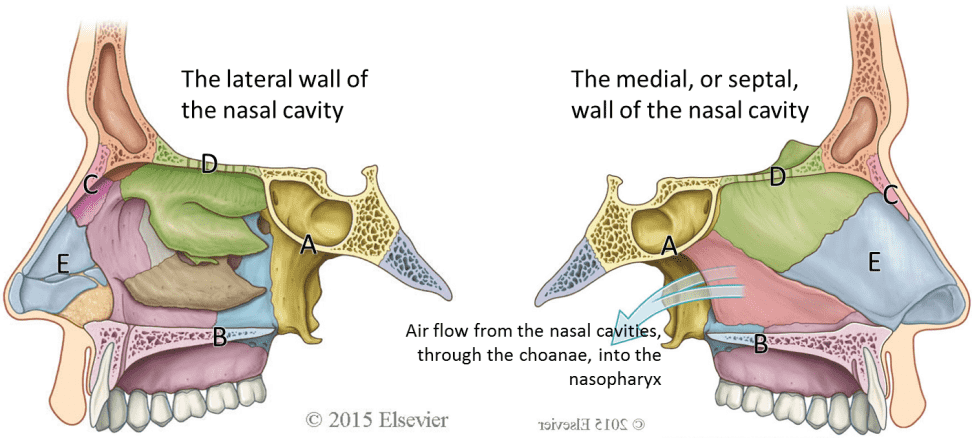 The lateral wall of
the nasal cavity
The medial, or septal,
wall of the nasal cavity
D
D
C
C
E
A
A
E
B
B
Air flow from the nasal cavities,
through the choanae, into the
nasopharyx
© 2015 Elsevier
© 2015 Elsevier